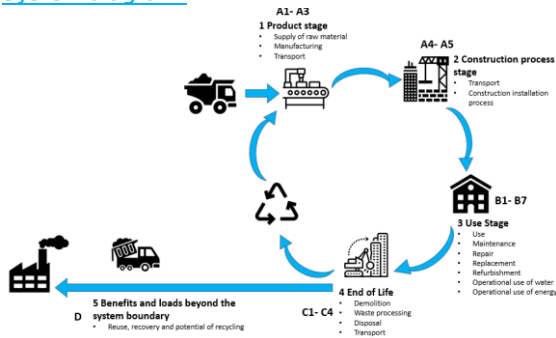 A1- A3
1 Product stage
• Supply of raw material
• Manufacturing
• Transport
A4- A5
2 Construction process
stage
• Transport
• Construction installation
process
B1- B7
3 Use Stage
• Use
• Maintenance
• Repair
• Replacement
• Refurbishment
• Operational use of water
• Operational use of energy
4 End of Life
C1- C4
• Demolition
• Waste processing
• Disposal
• Transport
5 Benefits and loads beyond the
D system boundary
• Reuse, recovery and potential of recycling